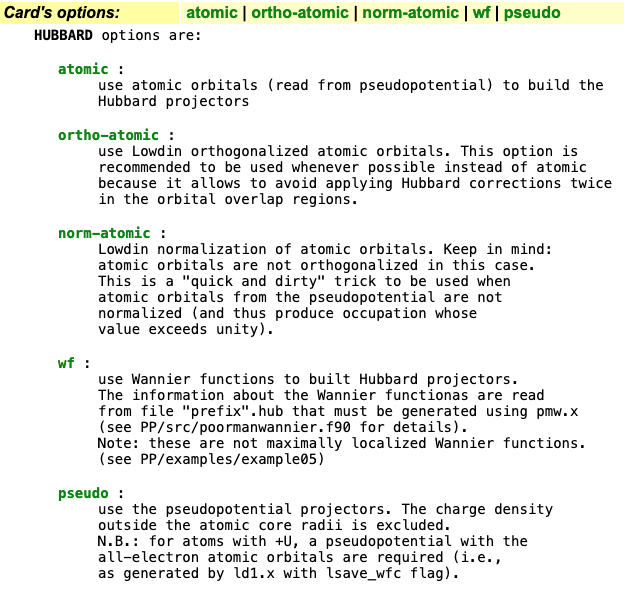 Card's options: atomic | ortho-atomic | norm-atomic | wf | pseudo
HUBBARD options are:
atomic :
use atomic orbitals (read from pseudopotential) to build the
Hubbard projectors
ortho-atomic :
use Lowdin orthogonalized atomic orbitals. This option is
recommended to be used whenever possible instead of atomic
because it allows to avoid applying Hubbard corrections twice
in the orbital overlap regions.
norm-atomic :
Lowdin normalization of atomic orbitals. Keep in mind:
atomic orbitals are not orthogonalized in this case.
This is a "quick and dirty" trick to be used when
atomic orbitals from the pseudopotential are not
normalized (and thus produce occupation whose
value exceeds unity).
wf :
use Wannier functions to built Hubbard projectors.
The information about the Wannier functionas are read
from file "prefix".hub that must be generated using pmw.x
(see PP/src/poormanwannier.f90 for details).
Note: these are not maximally localized Wannier functions.
(see PP/examples/example05)
pseudo :
use the pseudopotential projectors. The charge density
outside the atomic core radii is excluded.
N.B.: for atoms with +U, a pseudopotential with the
all-electron atomic orbitals are required (i.e.,
as generated by ld1.x with lsave_wfc flag).